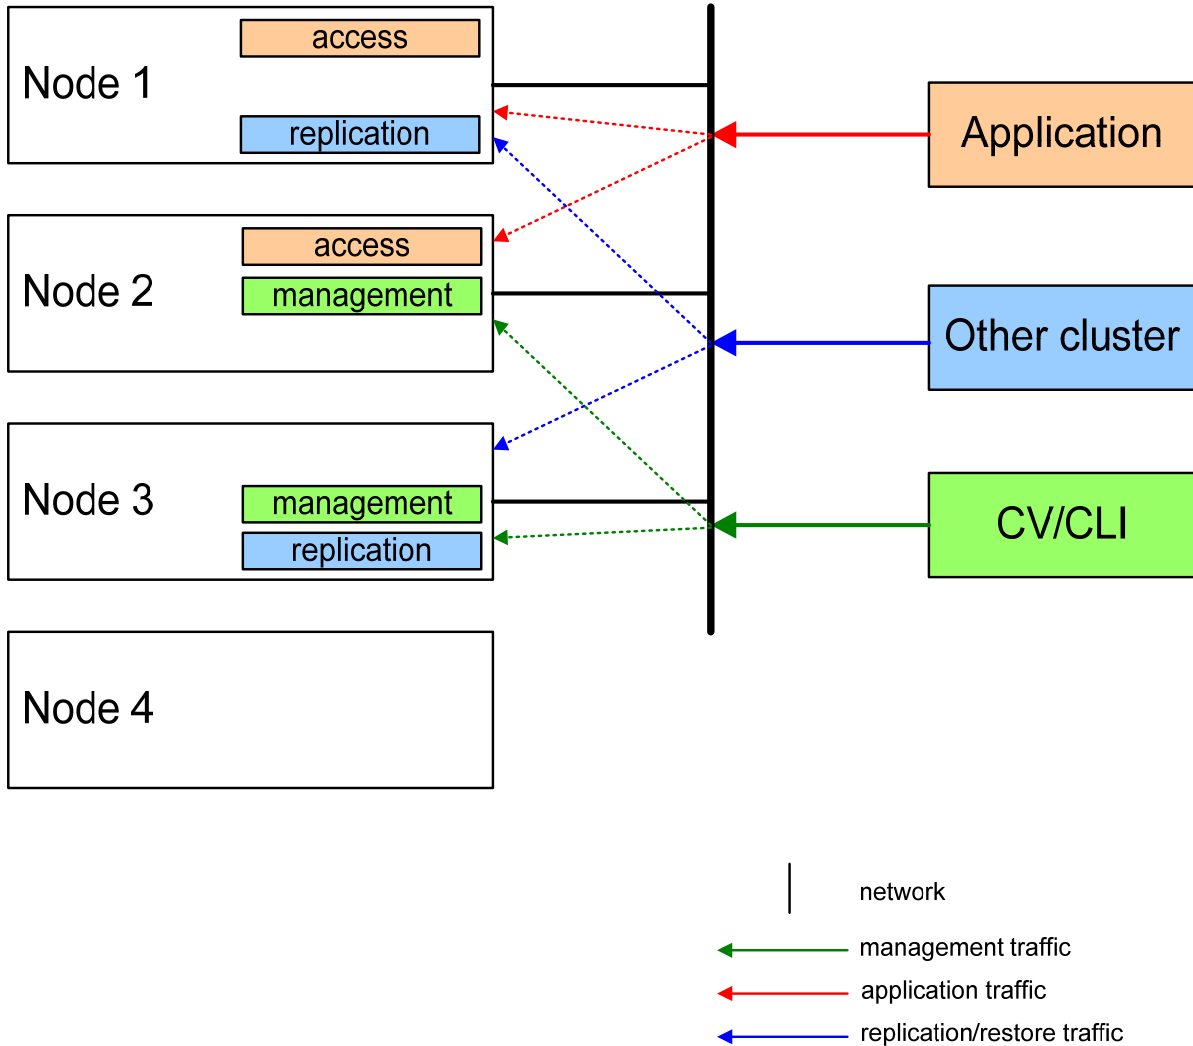 access
Node 1
replication
Application
access
Node 2
management
Other cluster
Node 3
management
replication
CV/CLI
Node 4
network
management traffic
application traffic
replication/restore traffic